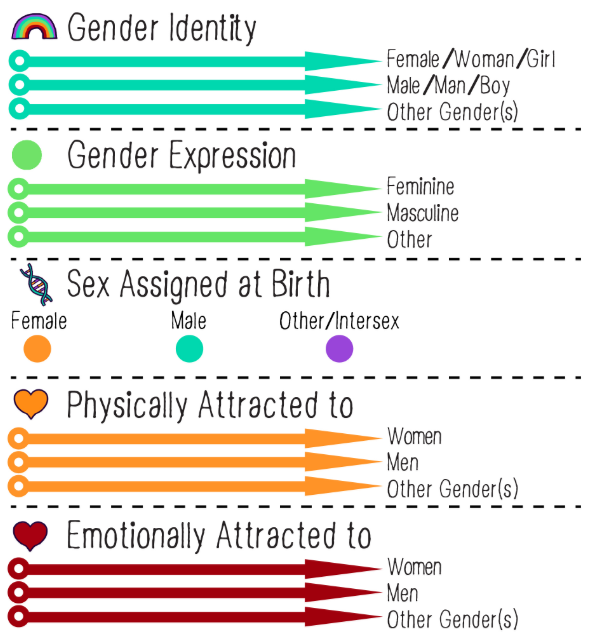 Gender Identity
Female/Woman/Girl
Male/Man/Boy
Other Gender(s)
Gender Expression
Feminine
Masculine
Other
Sex Assigned at Birth
Female Male Other/Intersex
Physically Attracted to
Women
Men
Other Gender(s)
Emotionally Attracted to
Women
Men
Other Gender(s)